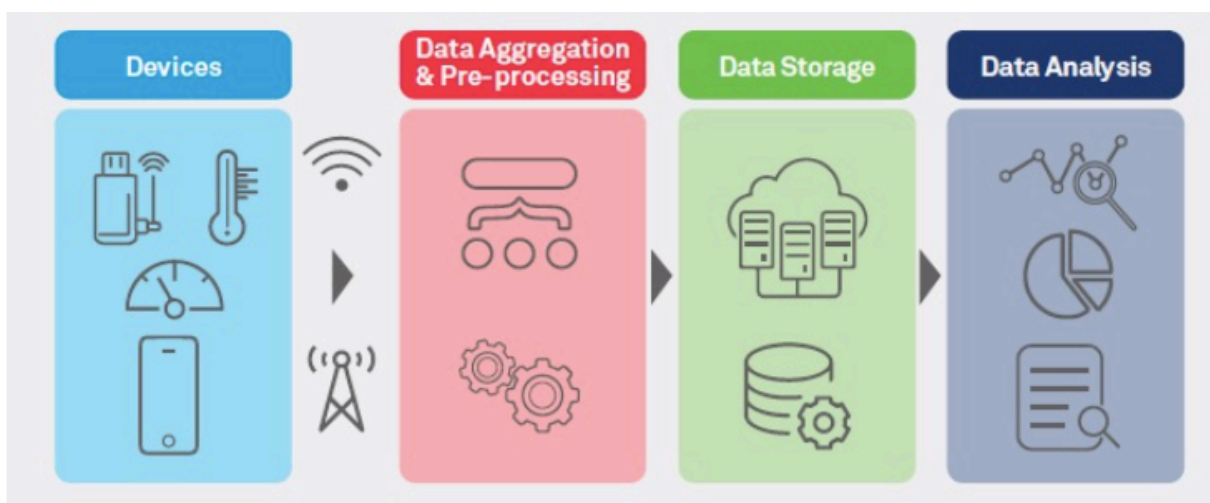 Devices
Data Aggregation
& Pre-processing
Data Storage
Data Analysis